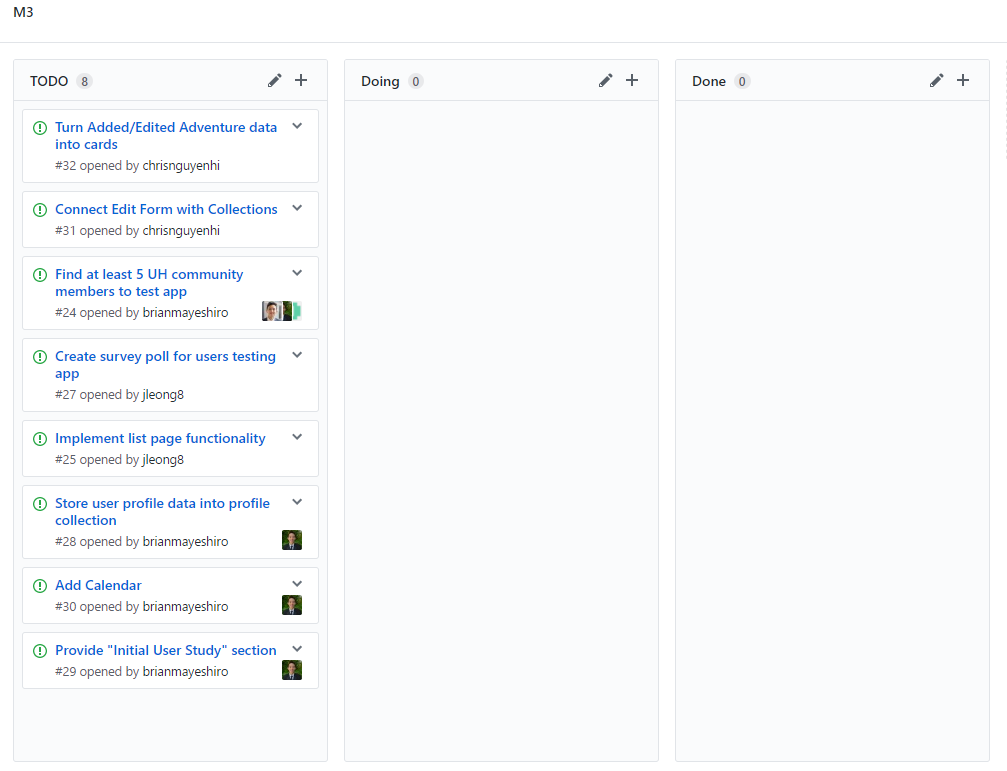 M3
TODO 8
Turn Added/Edited Adventure data
into cards
#32 opened by chrisnguyenhi
Connect Edit Form with Collections
#31 opened by chrisnguyenhi
Find at least 5 UH community
members to test app
#24 opened by brianmayeshiro
Create survey poll for users testing
app
#27 opened by jleong8
Implement list page functionality
#25 opened by jleong8
Store user profile data into profile
collection
#28 opened by brianmayeshiro
Add Calendar
#30 opened by brianmayeshiro
Provide "Initial User Study" section
#29 opened by brianmayeshiro
Doing 0
Done 0